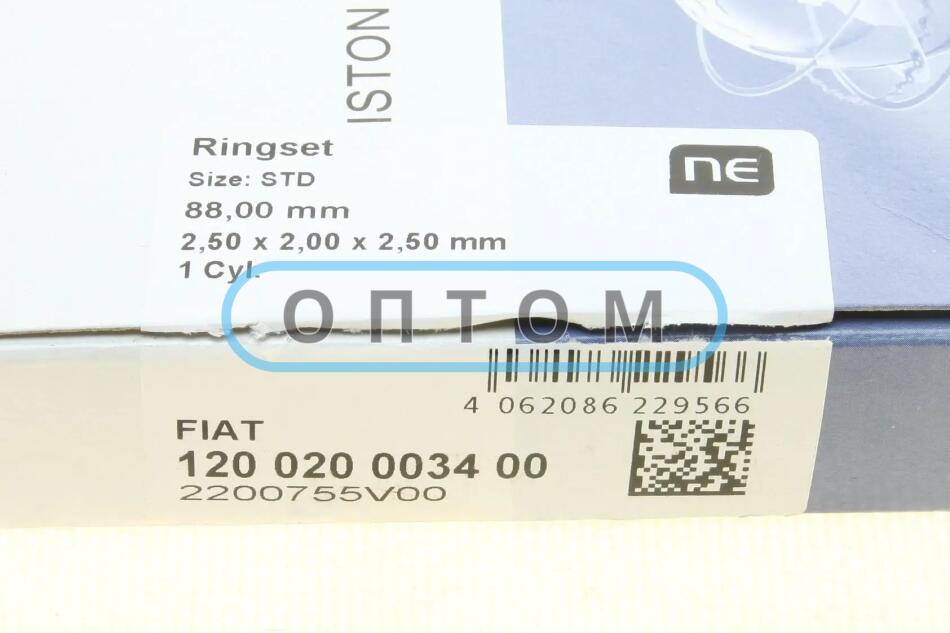 ISTON
Ringset
Size: STD
88,00 mm
2,50 x 2,00 x 2,50 mm
1 Cyl.
NE
ОПТОМ
4 062086 229566
FIAT
120 020 0034 00
2200755V00